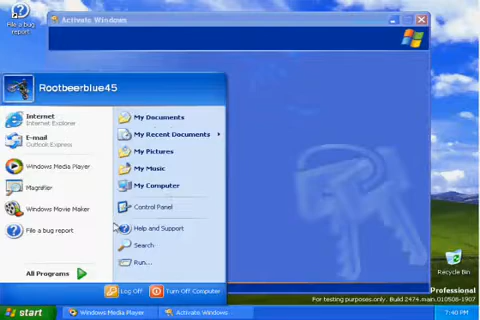 File a bug
report!
Activate Windows
Rootbeerblue45
Internet
Internet Explorer
E-mail
Outlook Express
Windows Media Player
Magnifier
Windows Movie Maker
File a bug report!
All Programs
My Documents
My Recent Documents
My Pictures
My Music
My Computer
Control Panel
Help and Support
Search
Run...
Log Off
Turn Off Computer
Recycle Bin
Professional
For testing purposes only. Build 2474.main.010506-1907
start
Windows Media Player
Activate Windows
7:40 PM